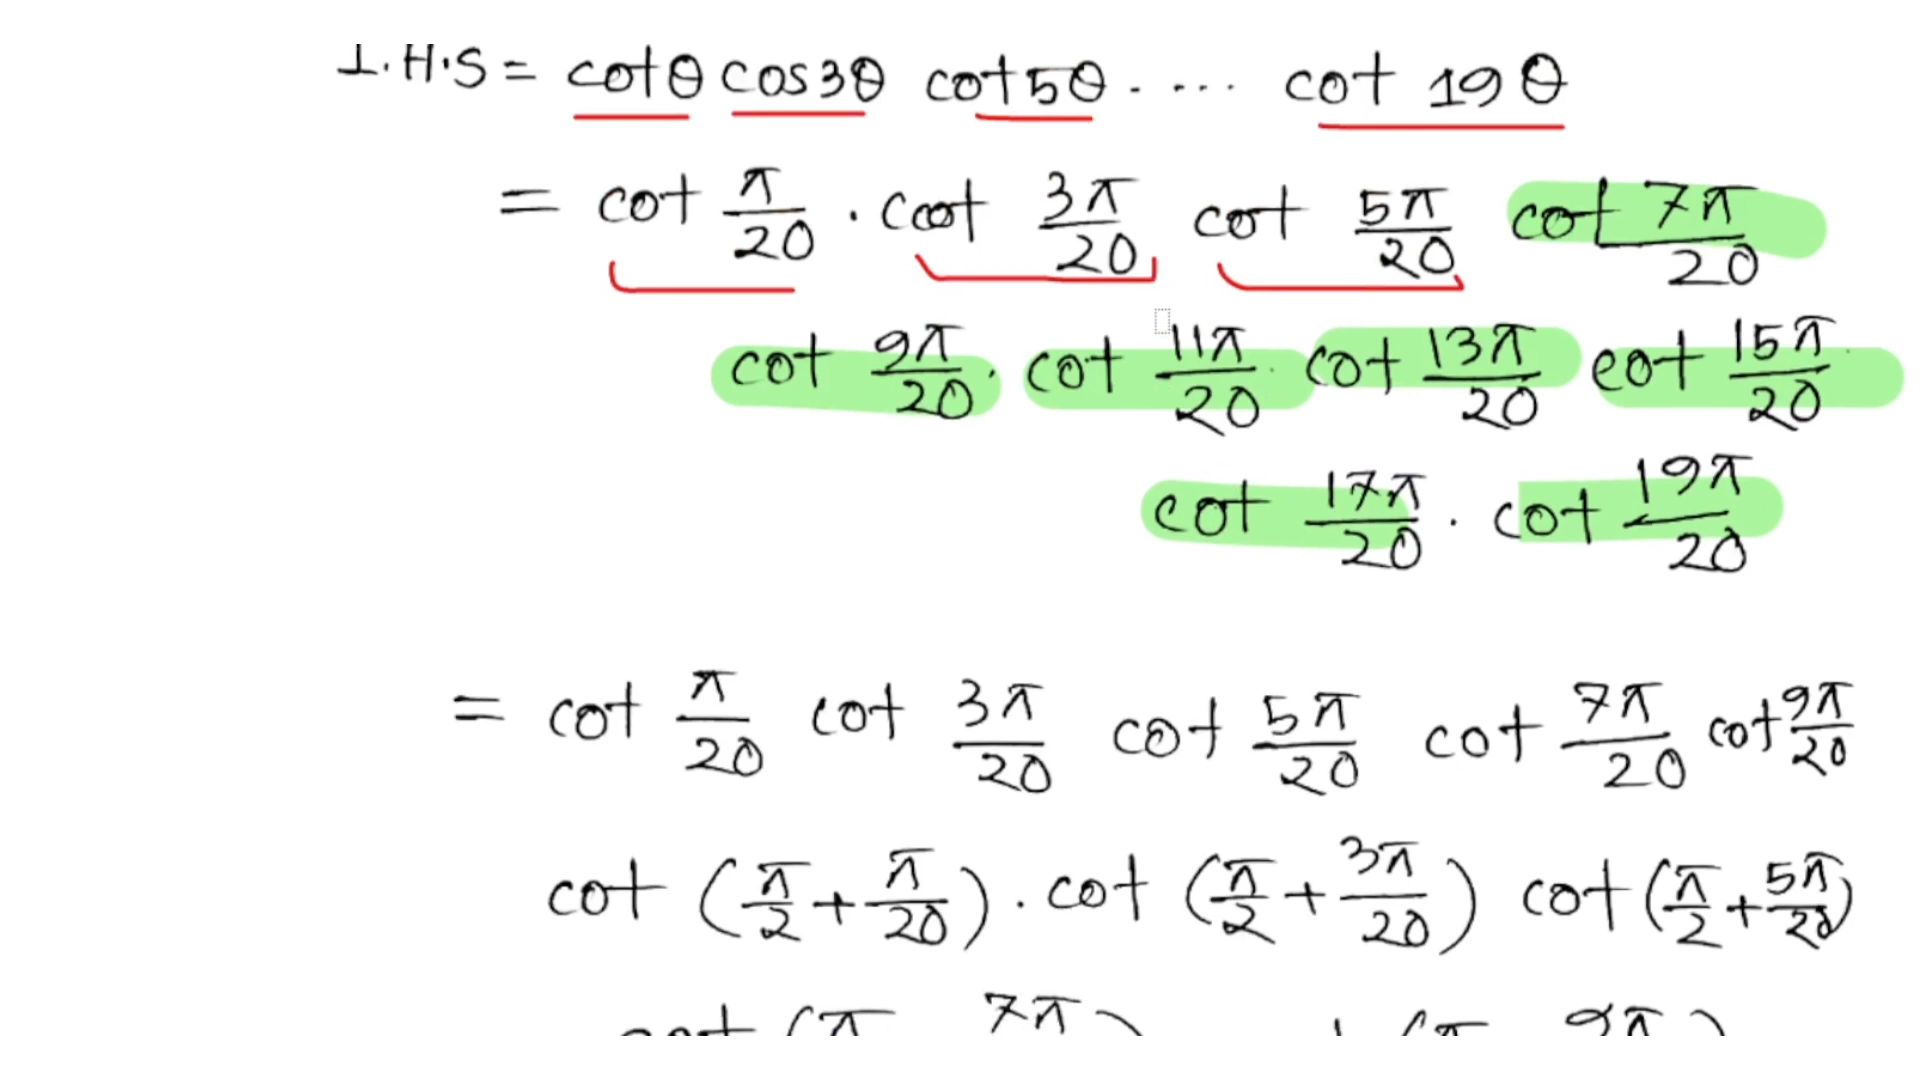 L.H.S = cotθ cos3θ cot5θ . ... cot 19θ
= cot π/20 . cot 3π/20 cot 5π/20 cot 7π/20
cot 9π/20 . cot 11π/20 . cot 13π/20 cot 15π/20
cot 17π/20 . cot 19π/20
= cot π/20 cot 3π/20 cot 5π/20 cot 7π/20 cot 9π/20
cot (π/2 + π/20) . cot (π/2 + 3π/20) cot (π/2 + 5π/20)